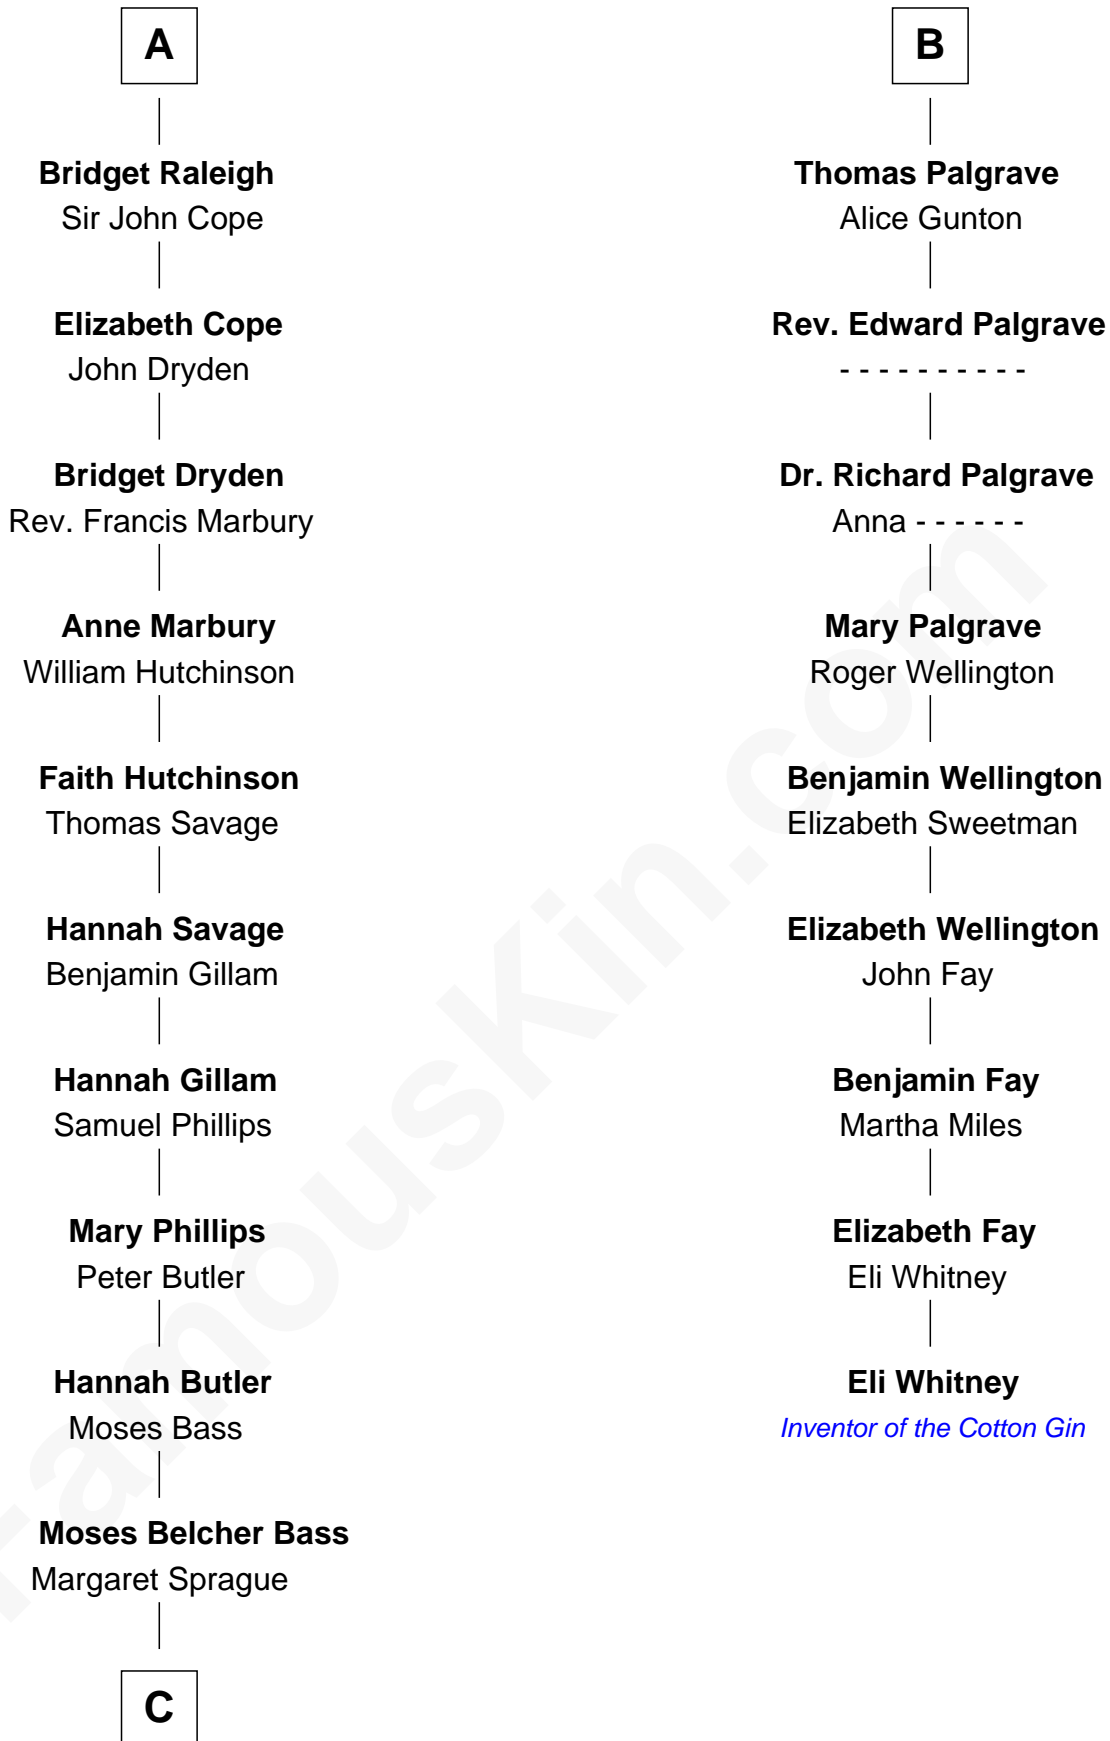 A
Bridget Raleigh
Sir John Cope
Elizabeth Cope
John Dryden
Bridget Dryden
Rev. Francis Marbury
Anne Marbury
William Hutchinson
Faith Hutchinson
Thomas Savage
Hannah Savage
Benjamin Gillam
Hannah Gillam
Samuel Phillips
Mary Phillips
Peter Butler
Hannah Butler
Moses Bass
Moses Belcher Bass
Margaret Sprague
C
B
Thomas Palgrave
Alice Gunton
Rev. Edward Palgrave
- - - - - - - - - -
Dr. Richard Palgrave
Anna - - - - - -
Mary Palgrave
Roger Wellington
Benjamin Wellington
Elizabeth Sweetman
Elizabeth Wellington
John Fay
Benjamin Fay
Martha Miles
Elizabeth Fay
Eli Whitney
Eli Whitney
Inventor of the Cotton Gin
FamousKin.com